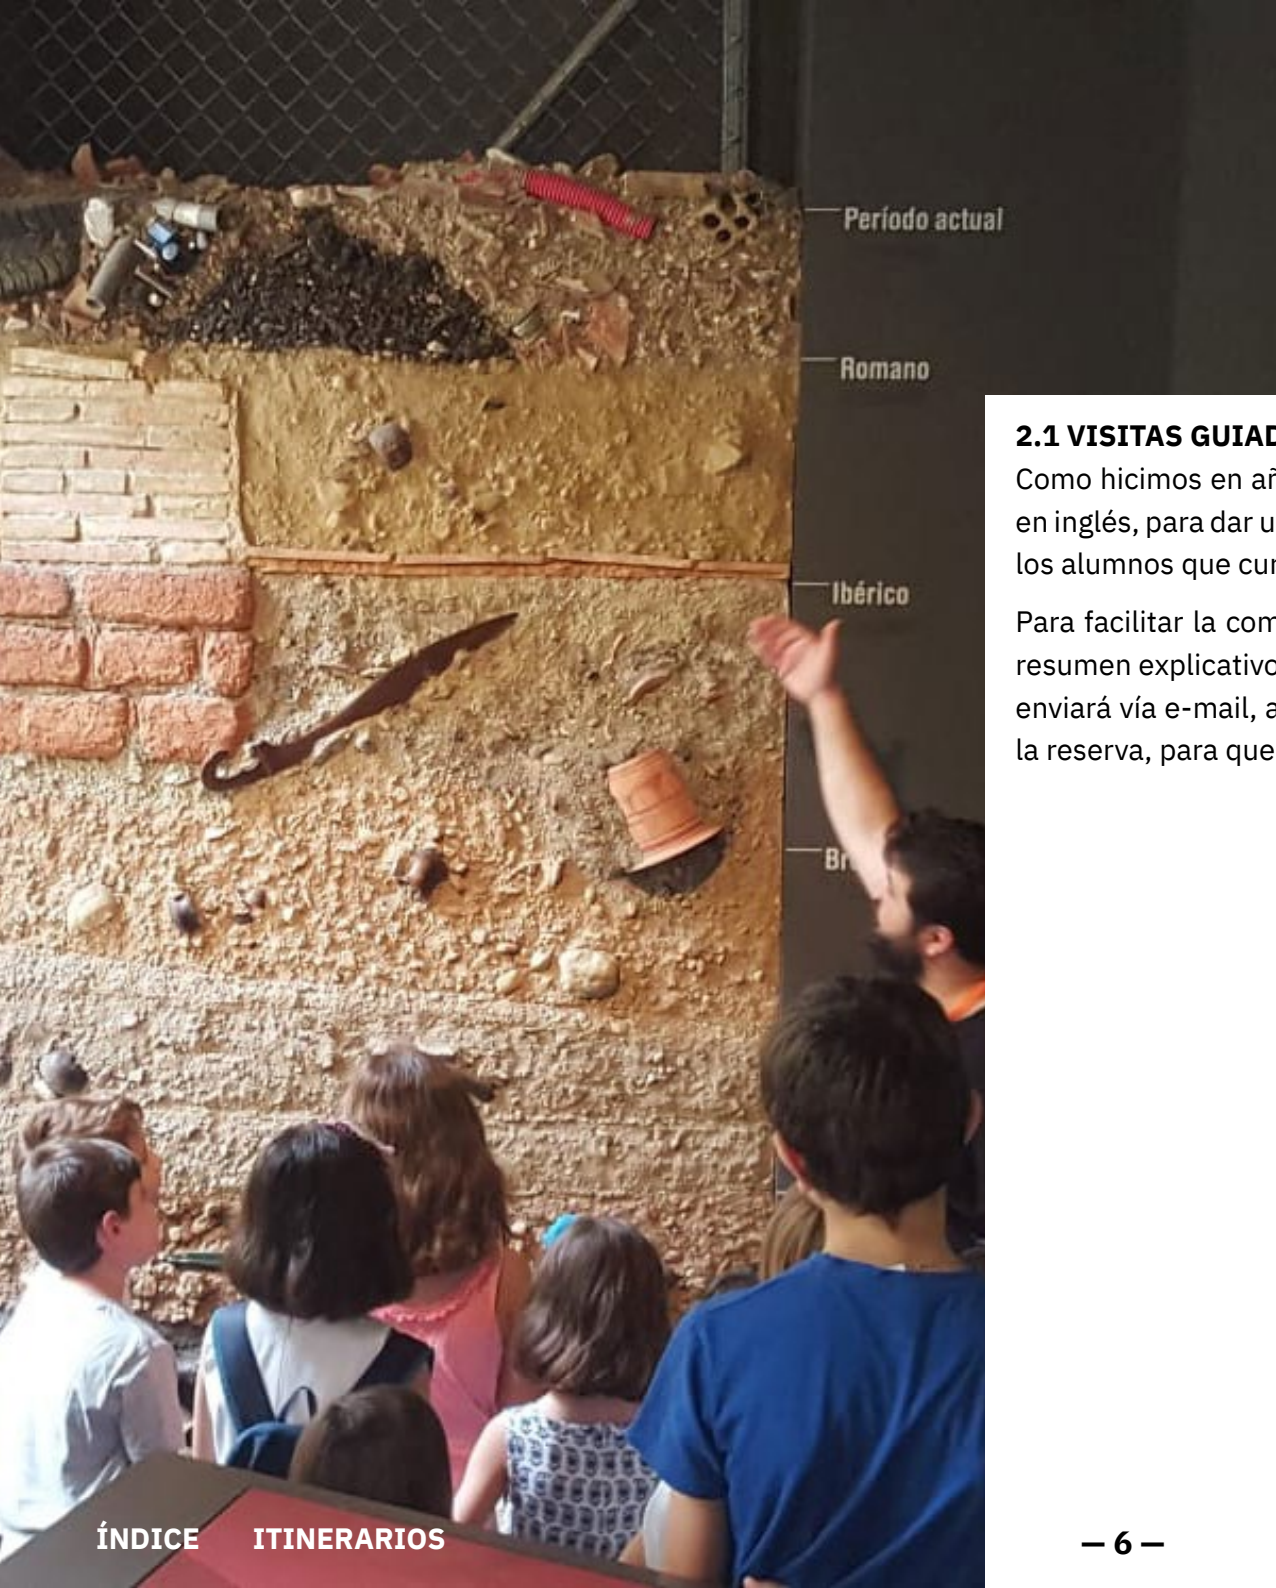 Período actual
Romano
Ibérico
2.1 VISITAS GUIAD
Como hicimos en añ
en inglés, para dar u
los alumnos que cur
Para facilitar la com
resumen explicativo
enviará vía e-mail, a
la reserva, para que
ÍNDICE ITINERARIOS
— 6 —